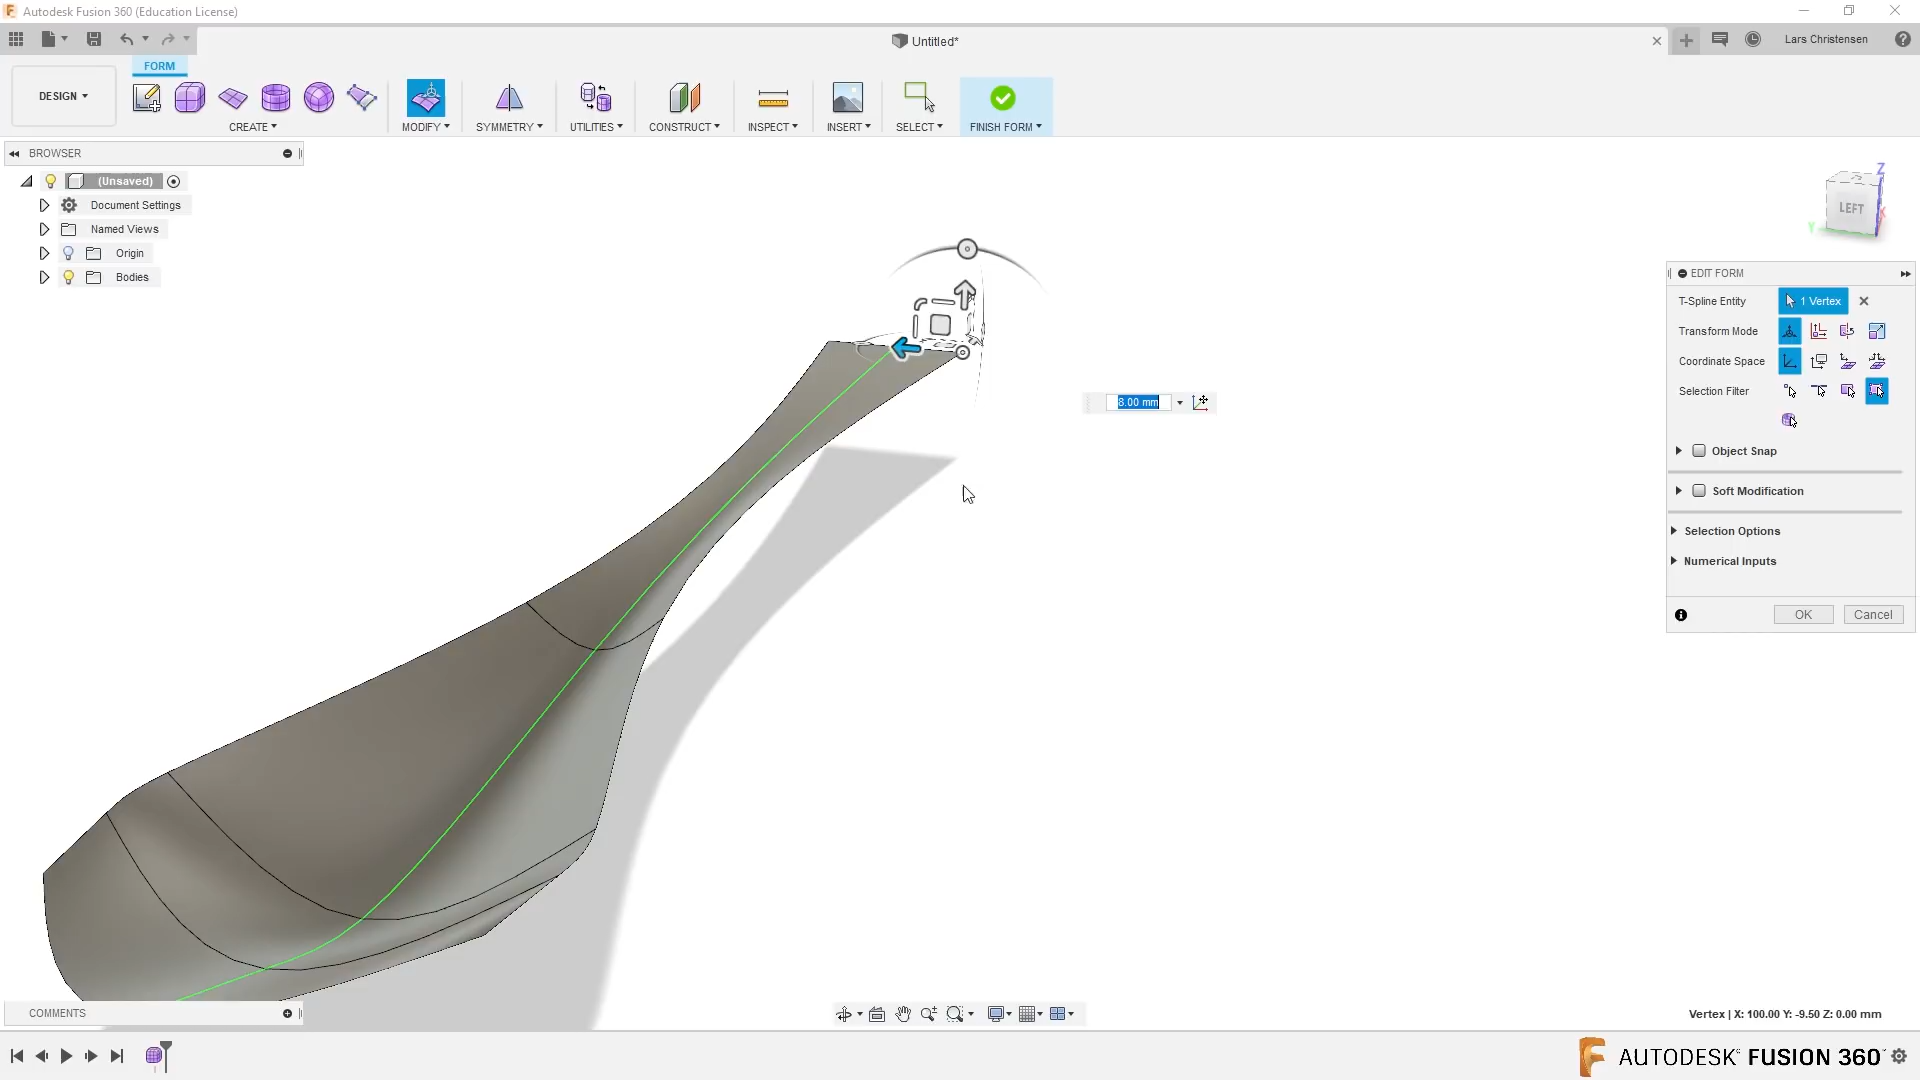 Autodesk Fusion 360 (Education License)
Untitled*
Lars Christensen
FORM
DESIGN
CREATE
MODIFY
SYMMETRY
UTILITIES
CONSTRUCT
INSPECT
INSERT
SELECT
FINISH FORM
BROWSER
(Unsaved)
Document Settings
Named Views
Origin
Bodies
Z
LEFT
Y
X
EDIT FORM
T-Spline Entity
1 Vertex
Transform Mode
Coordinate Space
Selection Filter
Object Snap
Soft Modification
Selection Options
Numerical Inputs
OK
Cancel
8.00 mm
COMMENTS
Vertex | X: 100.00 Y: -9.50 Z: 0.00 mm
AUTODESK FUSION 360